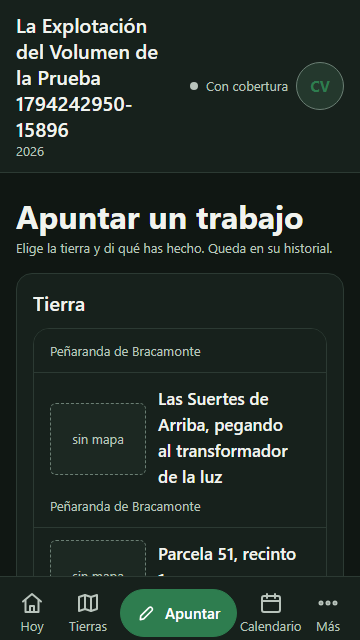 La Explotación
del Volumen de
la Prueba
1794242950-
15896
2026
Con cobertura
CV
Apuntar un trabajo
Elige la tierra y di qué has hecho. Queda en su historial.
Tierra
Peñaranda de Bracamonte
sin mapa
Las Suertes de
Arriba, pegando
al transformador
de la luz
Peñaranda de Bracamonte
Parcela 51, recinto
Hoy
Tierras
Apuntar
Calendario
Más